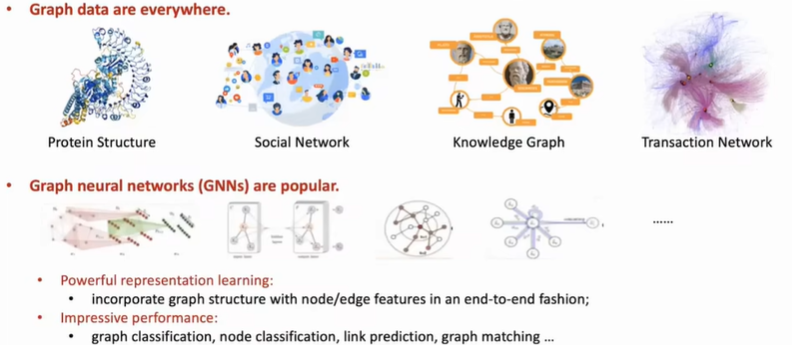 • Graph data are everywhere.
Protein Structure
Social Network
Knowledge Graph
Transaction Network
• Graph neural networks (GNNs) are popular.
......
• Powerful representation learning:
• incorporate graph structure with node/edge features in an end-to-end fashion;
• Impressive performance:
• graph classification, node classification, link prediction, graph matching ...